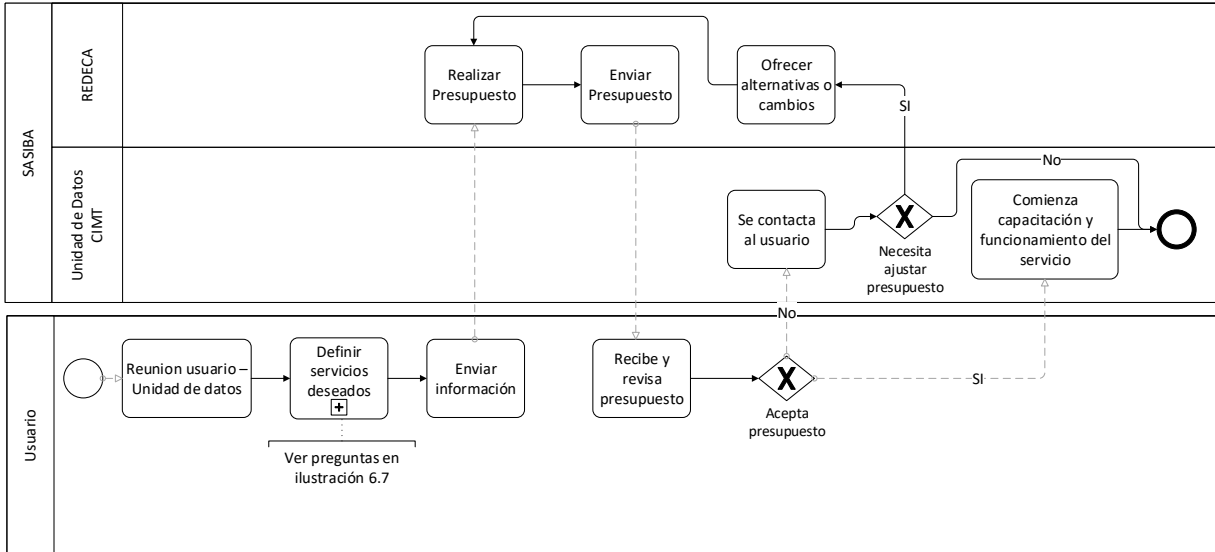 SASIBA
REDECA
Realizar
Presupuesto
Enviar
Presupuesto
Ofrecer
alternativas o
cambios
SI
Unidad de Datos
CIMT
Se contacta
al usuario
X
Necesita
ajustar
presupuesto
No
Comienza
capacitación y
funcionamiento del
servicio
No
Usuario
Reunion usuario –
Unidad de datos
Definir
servicios
deseados
+
Ver preguntas en
ilustración 6.7
Enviar
información
Recibe y
revisa
presupuesto
X
Acepta
presupuesto
SI